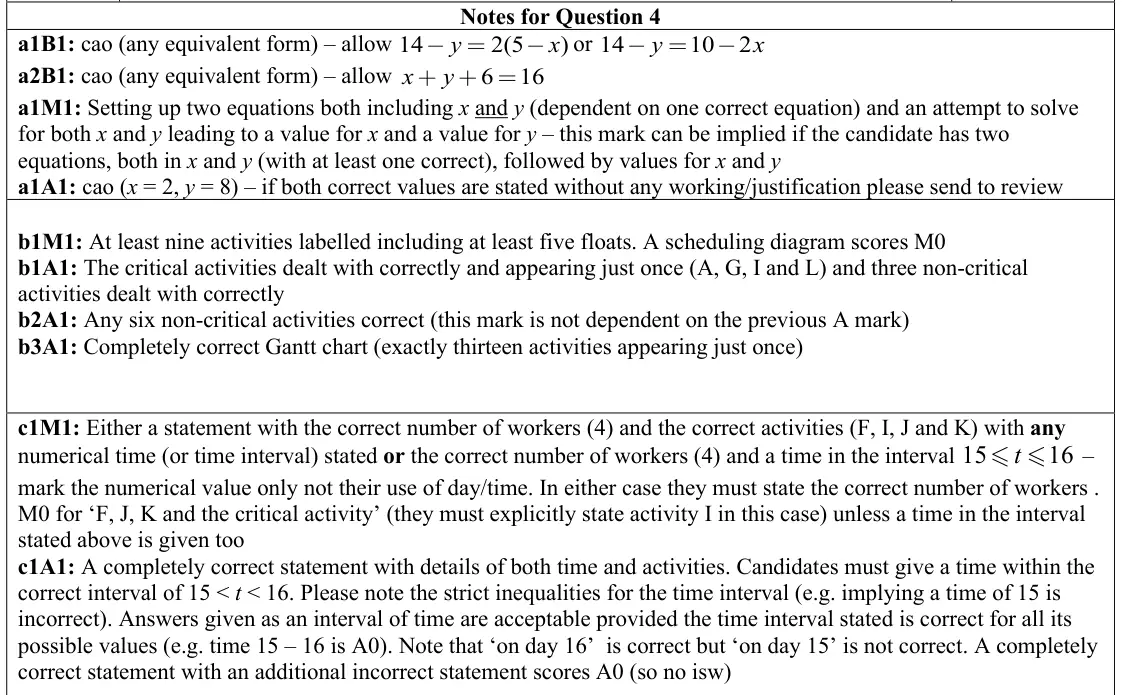 Notes for Question 4
a1B1: cao (any equivalent form) – allow 14 − y = 2(5 − x) or 14 − y = 10 − 2x
a2B1: cao (any equivalent form) – allow x + y + 6 = 16
a1M1: Setting up two equations both including x and y (dependent on one correct equation) and an attempt to solve
for both x and y leading to a value for x and a value for y – this mark can be implied if the candidate has two
equations, both in x and y (with at least one correct), followed by values for x and y
a1A1: cao (x = 2, y = 8) – if both correct values are stated without any working/justification please send to review
b1M1: At least nine activities labelled including at least five floats. A scheduling diagram scores M0
b1A1: The critical activities dealt with correctly and appearing just once (A, G, I and L) and three non-critical
activities dealt with correctly
b2A1: Any six non-critical activities correct (this mark is not dependent on the previous A mark)
b3A1: Completely correct Gantt chart (exactly thirteen activities appearing just once)
c1M1: Either a statement with the correct number of workers (4) and the correct activities (F, I, J and K) with any
numerical time (or time interval) stated or the correct number of workers (4) and a time in the interval 15 ⩽ t ⩽ 16 –
mark the numerical value only not their use of day/time. In either case they must state the correct number of workers .
M0 for ‘F, J, K and the critical activity’ (they must explicitly state activity I in this case) unless a time in the interval
stated above is given too
c1A1: A completely correct statement with details of both time and activities. Candidates must give a time within the
correct interval of 15 < t < 16. Please note the strict inequalities for the time interval (e.g. implying a time of 15 is
incorrect). Answers given as an interval of time are acceptable provided the time interval stated is correct for all its
possible values (e.g. time 15 – 16 is A0). Note that ‘on day 16’ is correct but ‘on day 15’ is not correct. A completely
correct statement with an additional incorrect statement scores A0 (so no isw)